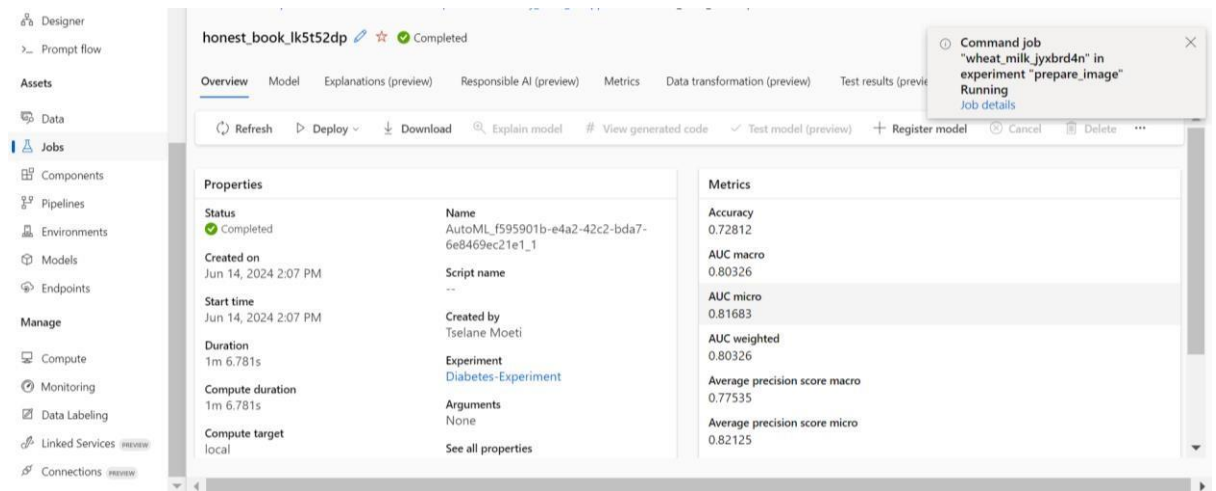 Designer
Prompt flow
Assets
Data
Jobs
Components
Pipelines
Environments
Models
Endpoints
Manage
Compute
Monitoring
Data Labeling
Linked Services PREVIEW
Connections PREVIEW
honest_book_lk5t52dp Completed
Overview Model Explanations (preview) Responsible AI (preview) Metrics Data transformation (preview) Test results (previe
Refresh Deploy Download Explain model View generated code Test model (preview) Register model Cancel Delete ...
Command job
"wheat_milk_jyxbrd4n" in
experiment "prepare_image"
Running
Job details
Properties
Status
Completed
Created on
Jun 14, 2024 2:07 PM
Start time
Jun 14, 2024 2:07 PM
Duration
1m 6.781s
Compute duration
1m 6.781s
Compute target
local
Name
AutoML_f595901b-e4a2-42c2-bda7-
6e8469ec21e1_1
Script name
--
Created by
Tselane Moeti
Experiment
Diabetes-Experiment
Arguments
None
See all properties
Metrics
Accuracy
0.72812
AUC macro
0.80326
AUC micro
0.81683
AUC weighted
0.80326
Average precision score macro
0.77535
Average precision score micro
0.82125